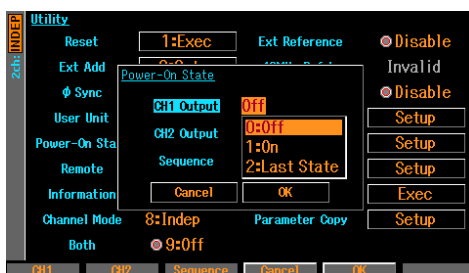 2ch: INDEP
Utility
Reset 1:Exec Ext Reference Disable
Ext Add Invalid
Power-On State
ϕ Sync Disable
CH1 Output Off
User Unit Setup
0:Off
CH2 Output
1:On
Power-On Sta Setup
Sequence 2:Last State
Remote Setup
Information Cancel OK Exec
Channel Mode 8:Indep Parameter Copy Setup
Both 9:Off
CH1 CH2 Sequence Cancel OK